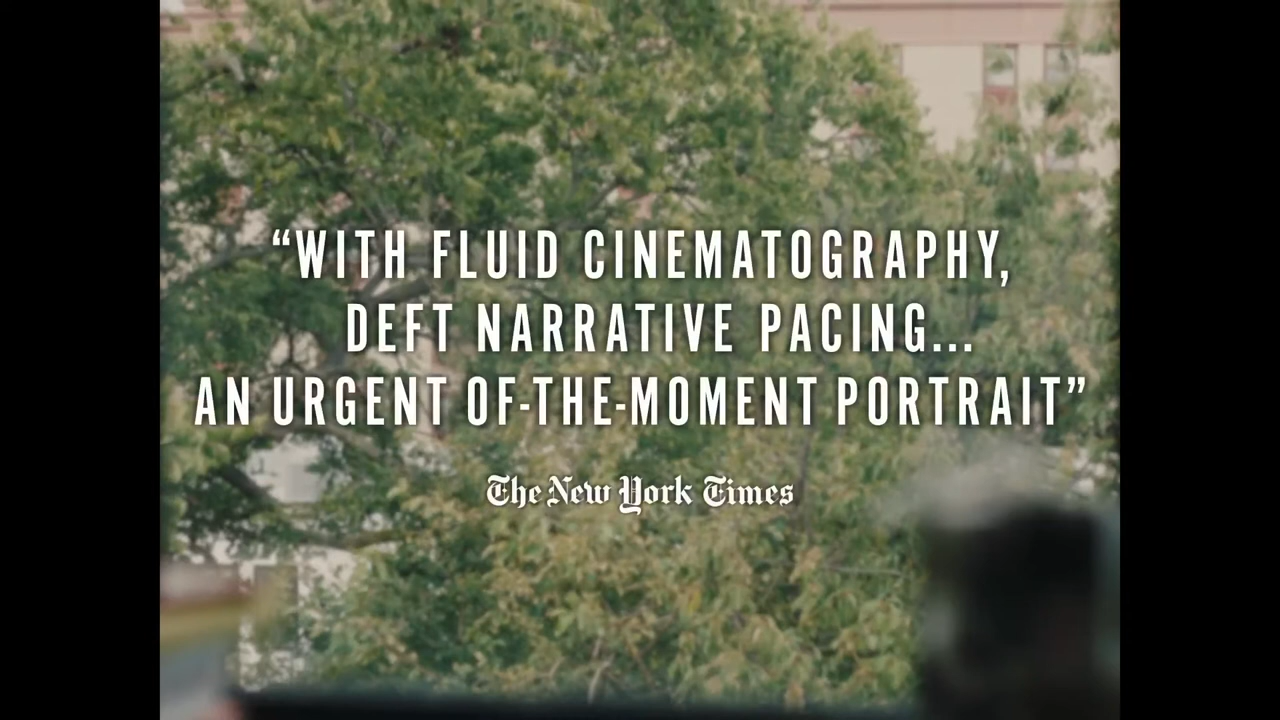 “WITH FLUID CINEMATOGRAPHY,
DEFT NARRATIVE PACING...
AN URGENT OF-THE-MOMENT PORTRAIT”
The New York Times